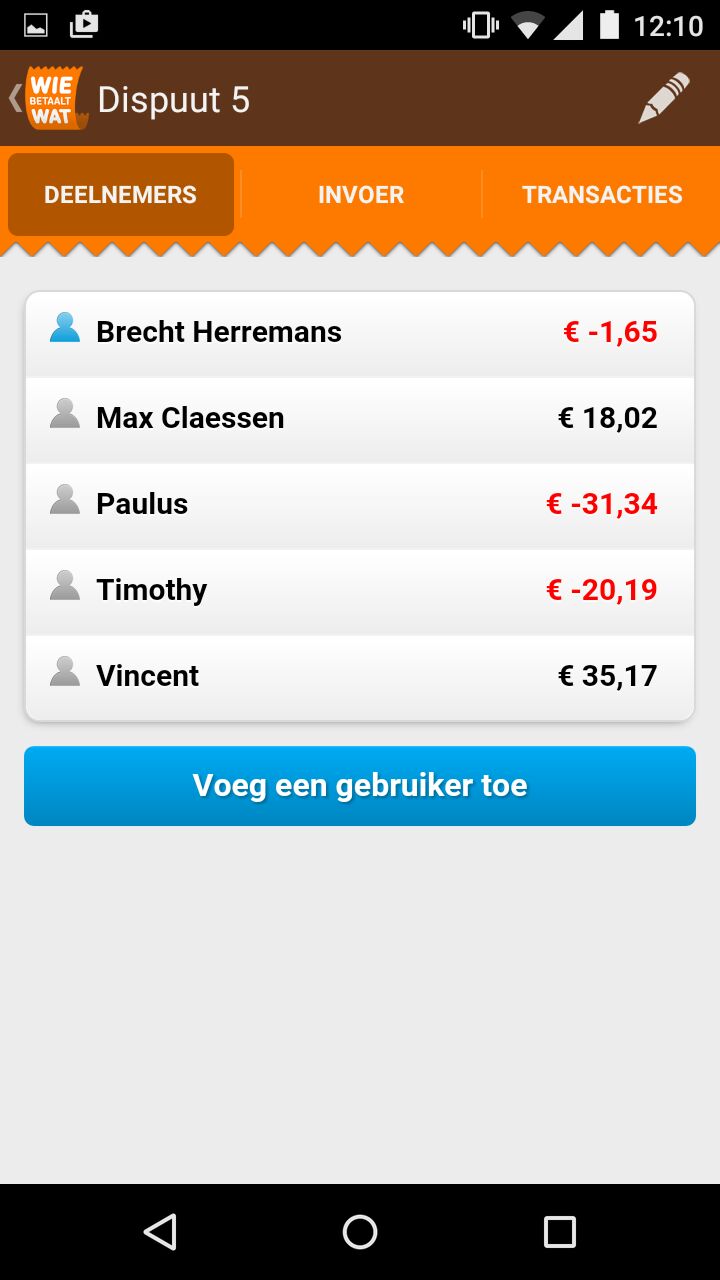 12:10
WIE
BETAALT
WAT
Dispuut 5
DEELNEMERS INVOER TRANSACTIES
Brecht Herremans € -1,65
Max Claessen € 18,02
Paulus € -31,34
Timothy € -20,19
Vincent € 35,17
Voeg een gebruiker toe